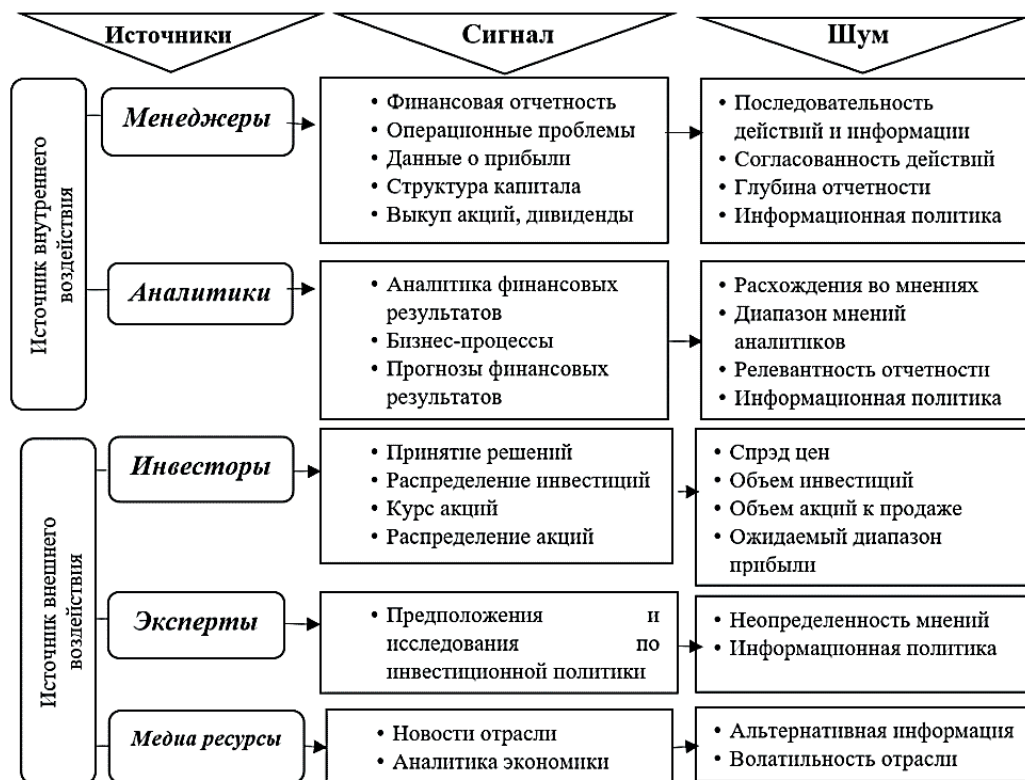 Источники
Сигнал
Шум
Источник внутреннего
воздействия
Менеджеры
• Финансовая отчетность
• Операционные проблемы
• Данные о прибыли
• Структура капитала
• Выкуп акций, дивиденды
• Последовательность
действий и информации
• Согласованность действий
• Глубина отчетности
• Информационная политика
Аналитики
• Аналитика финансовых
результатов
• Бизнес-процессы
• Прогнозы финансовых
результатов
• Расхождения во мнениях
• Диапазон мнений
аналитиков
• Релевантность отчетности
• Информационная политика
Источник внешнего
воздействия
Инвесторы
• Принятие решений
• Распределение инвестиций
• Курс акций
• Распределение акций
• Спрэд цен
• Объем инвестиций
• Объем акций к продаже
• Ожидаемый диапазон
прибыли
Эксперты
• Предположения и
исследования по
инвестиционной политики
• Неопределенность мнений
• Информационная политика
Медиа ресурсы
• Новости отрасли
• Аналитика экономики
• Альтернативная информация
• Волатильность отрасли